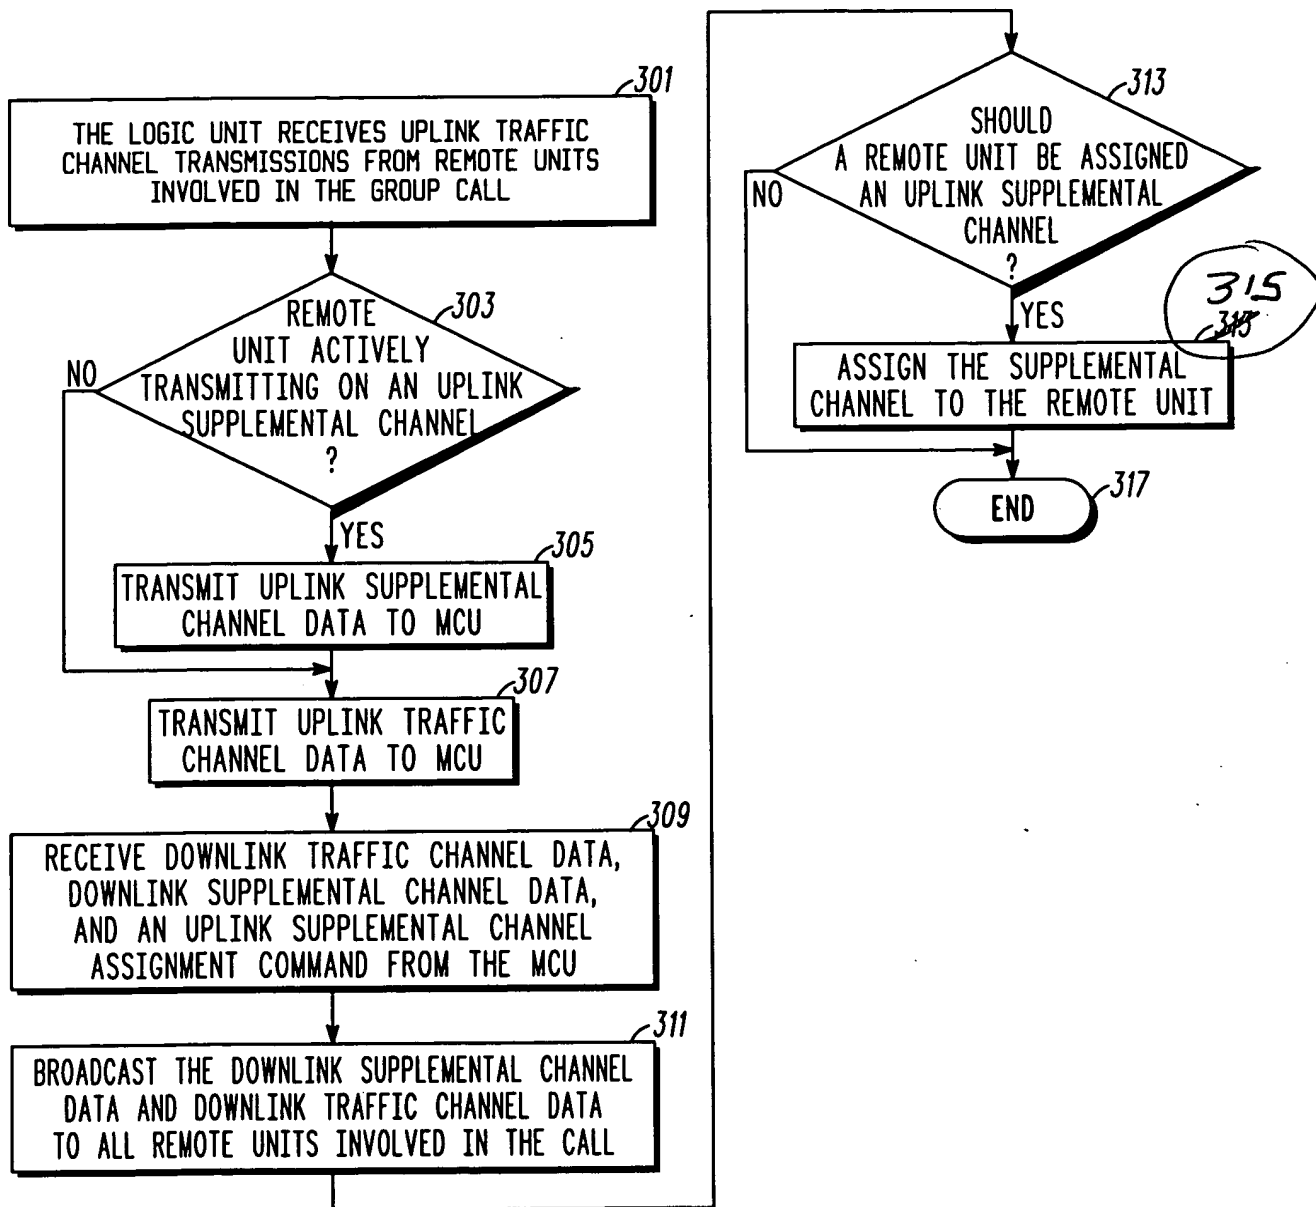 301
THE LOGIC UNIT RECEIVES UPLINK TRAFFIC
CHANNEL TRANSMISSIONS FROM REMOTE UNITS
INVOLVED IN THE GROUP CALL
303
REMOTE
UNIT ACTIVELY
TRANSMITTING ON AN UPLINK
SUPPLEMENTAL CHANNEL
?
NO
YES
305
TRANSMIT UPLINK SUPPLEMENTAL
CHANNEL DATA TO MCU
307
TRANSMIT UPLINK TRAFFIC
CHANNEL DATA TO MCU
309
RECEIVE DOWNLINK TRAFFIC CHANNEL DATA,
DOWNLINK SUPPLEMENTAL CHANNEL DATA,
AND AN UPLINK SUPPLEMENTAL CHANNEL
ASSIGNMENT COMMAND FROM THE MCU
311
BROADCAST THE DOWNLINK SUPPLEMENTAL CHANNEL
DATA AND DOWNLINK TRAFFIC CHANNEL DATA
TO ALL REMOTE UNITS INVOLVED IN THE CALL
313
SHOULD
A REMOTE UNIT BE ASSIGNED
AN UPLINK SUPPLEMENTAL
CHANNEL
?
NO
YES
315
313
ASSIGN THE SUPPLEMENTAL
CHANNEL TO THE REMOTE UNIT
317
END